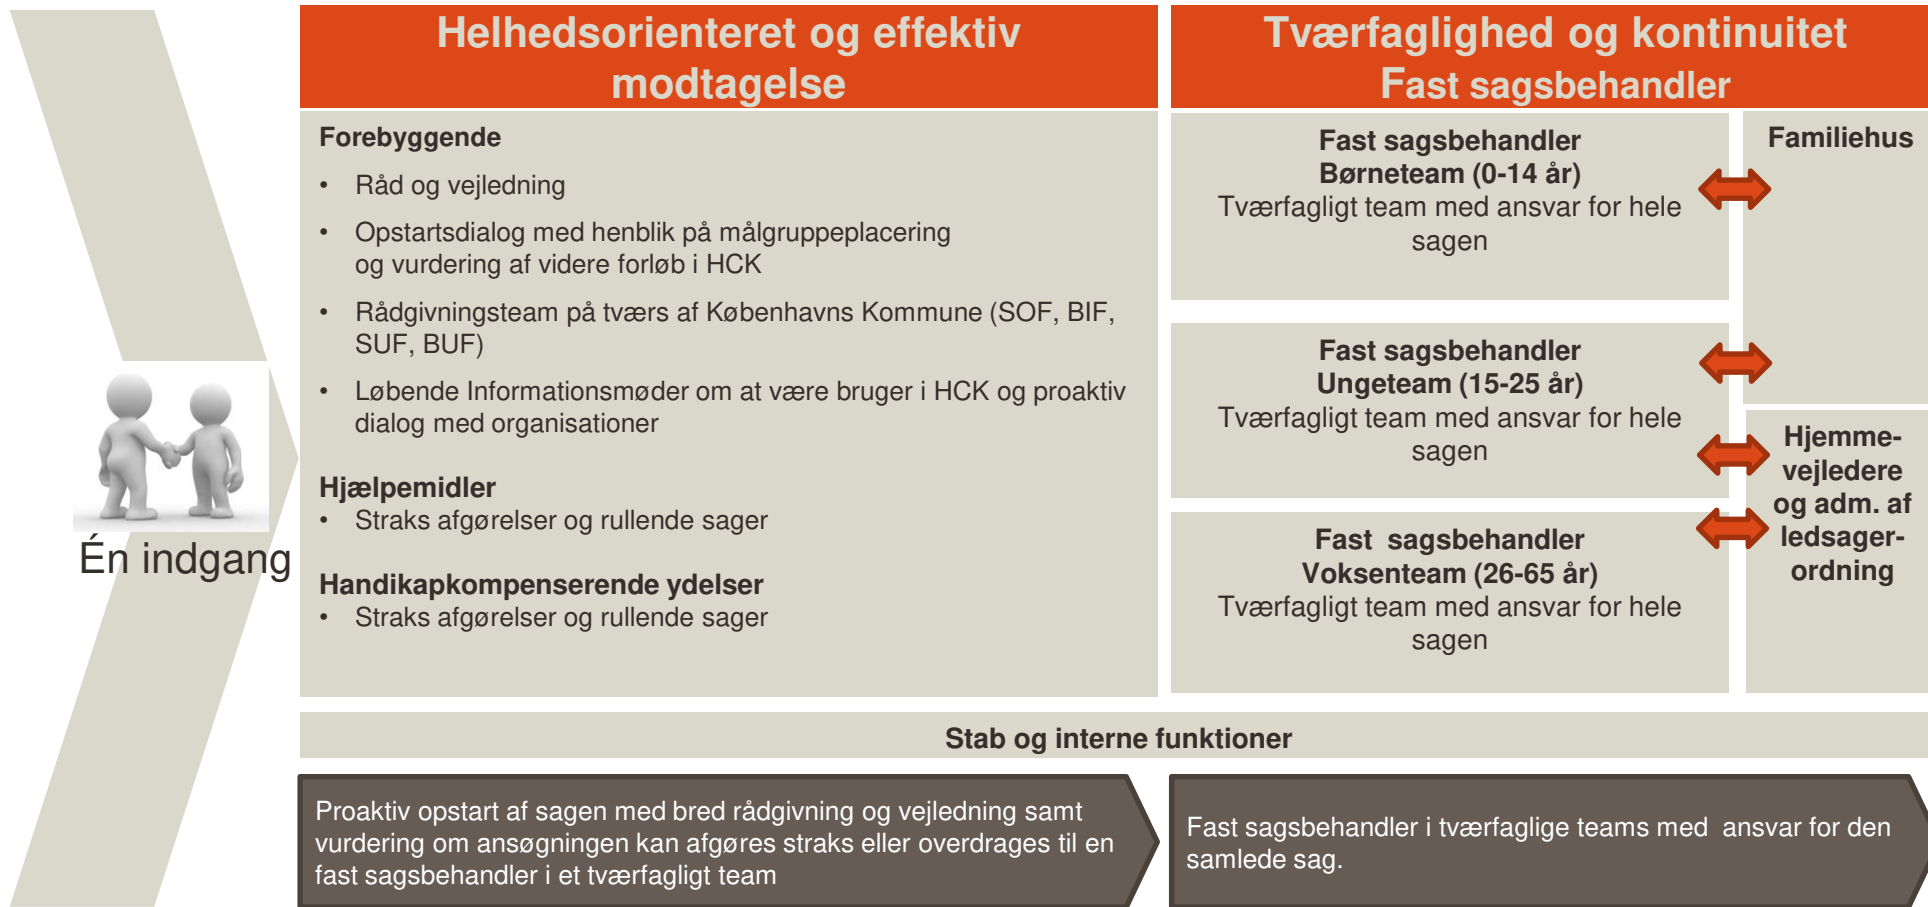 Helhedsorienteret og effektiv
modtagelse
Tværfaglighed og kontinuitet
Fast sagsbehandler
Én indgang
Forebyggende
• Råd og vejledning
• Opstartsdialog med henblik på målgruppeplacering
og vurdering af videre forløb i HCK
• Rådgivningsteam på tværs af Københavns Kommune (SOF, BIF,
SUF, BUF)
• Løbende Informationsmøder om at være bruger i HCK og proaktiv
dialog med organisationer
Hjælpemidler
• Straks afgørelser og rullende sager
Handikapkompenserende ydelser
• Straks afgørelser og rullende sager
Fast sagsbehandler
Børneteam (0-14 år)
Tværfagligt team med ansvar for hele
sagen
Fast sagsbehandler
Ungeteam (15-25 år)
Tværfagligt team med ansvar for hele
sagen
Fast sagsbehandler
Voksenteam (26-65 år)
Tværfagligt team med ansvar for hele
sagen
Familiehus
Hjemme-
vejledere
og adm. af
ledsager-
ordning
Stab og interne funktioner
Proaktiv opstart af sagen med bred rådgivning og vejledning samt
vurdering om ansøgningen kan afgøres straks eller overdrages til en
fast sagsbehandler i et tværfagligt team
Fast sagsbehandler i tværfaglige teams med ansvar for den
samlede sag.